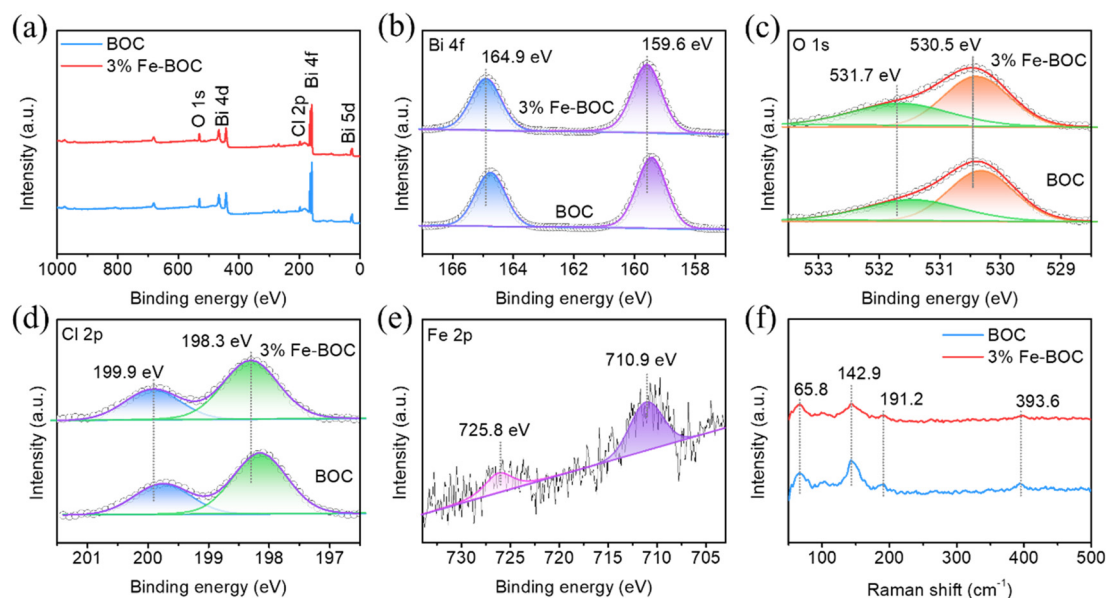 (a)
BOC
3% Fe-BOC
O 1s
Bi 4d
Cl 2p
Bi 4f
Bi 5d
Intensity (a.u.)
1000 800 600 400 200 0
Binding energy (eV)
(b)
Bi 4f
164.9 eV
159.6 eV
3% Fe-BOC
BOC
Intensity (a.u.)
166 164 162 160 158
Binding energy (eV)
(c)
O 1s
530.5 eV
531.7 eV
3% Fe-BOC
BOC
Intensity (a.u.)
533 532 531 530 529
Binding energy (eV)
(d)
Cl 2p
198.3 eV
199.9 eV
3% Fe-BOC
BOC
Intensity (a.u.)
201 200 199 198 197
Binding energy (eV)
(e)
Fe 2p
710.9 eV
725.8 eV
Intensity (a.u.)
730 725 720 715 710 705
Binding energy (eV)
(f)
BOC
3% Fe-BOC
65.8
142.9
191.2
393.6
Intensity (a.u.)
100 200 300 400 500
Raman shift (cm⁻¹)